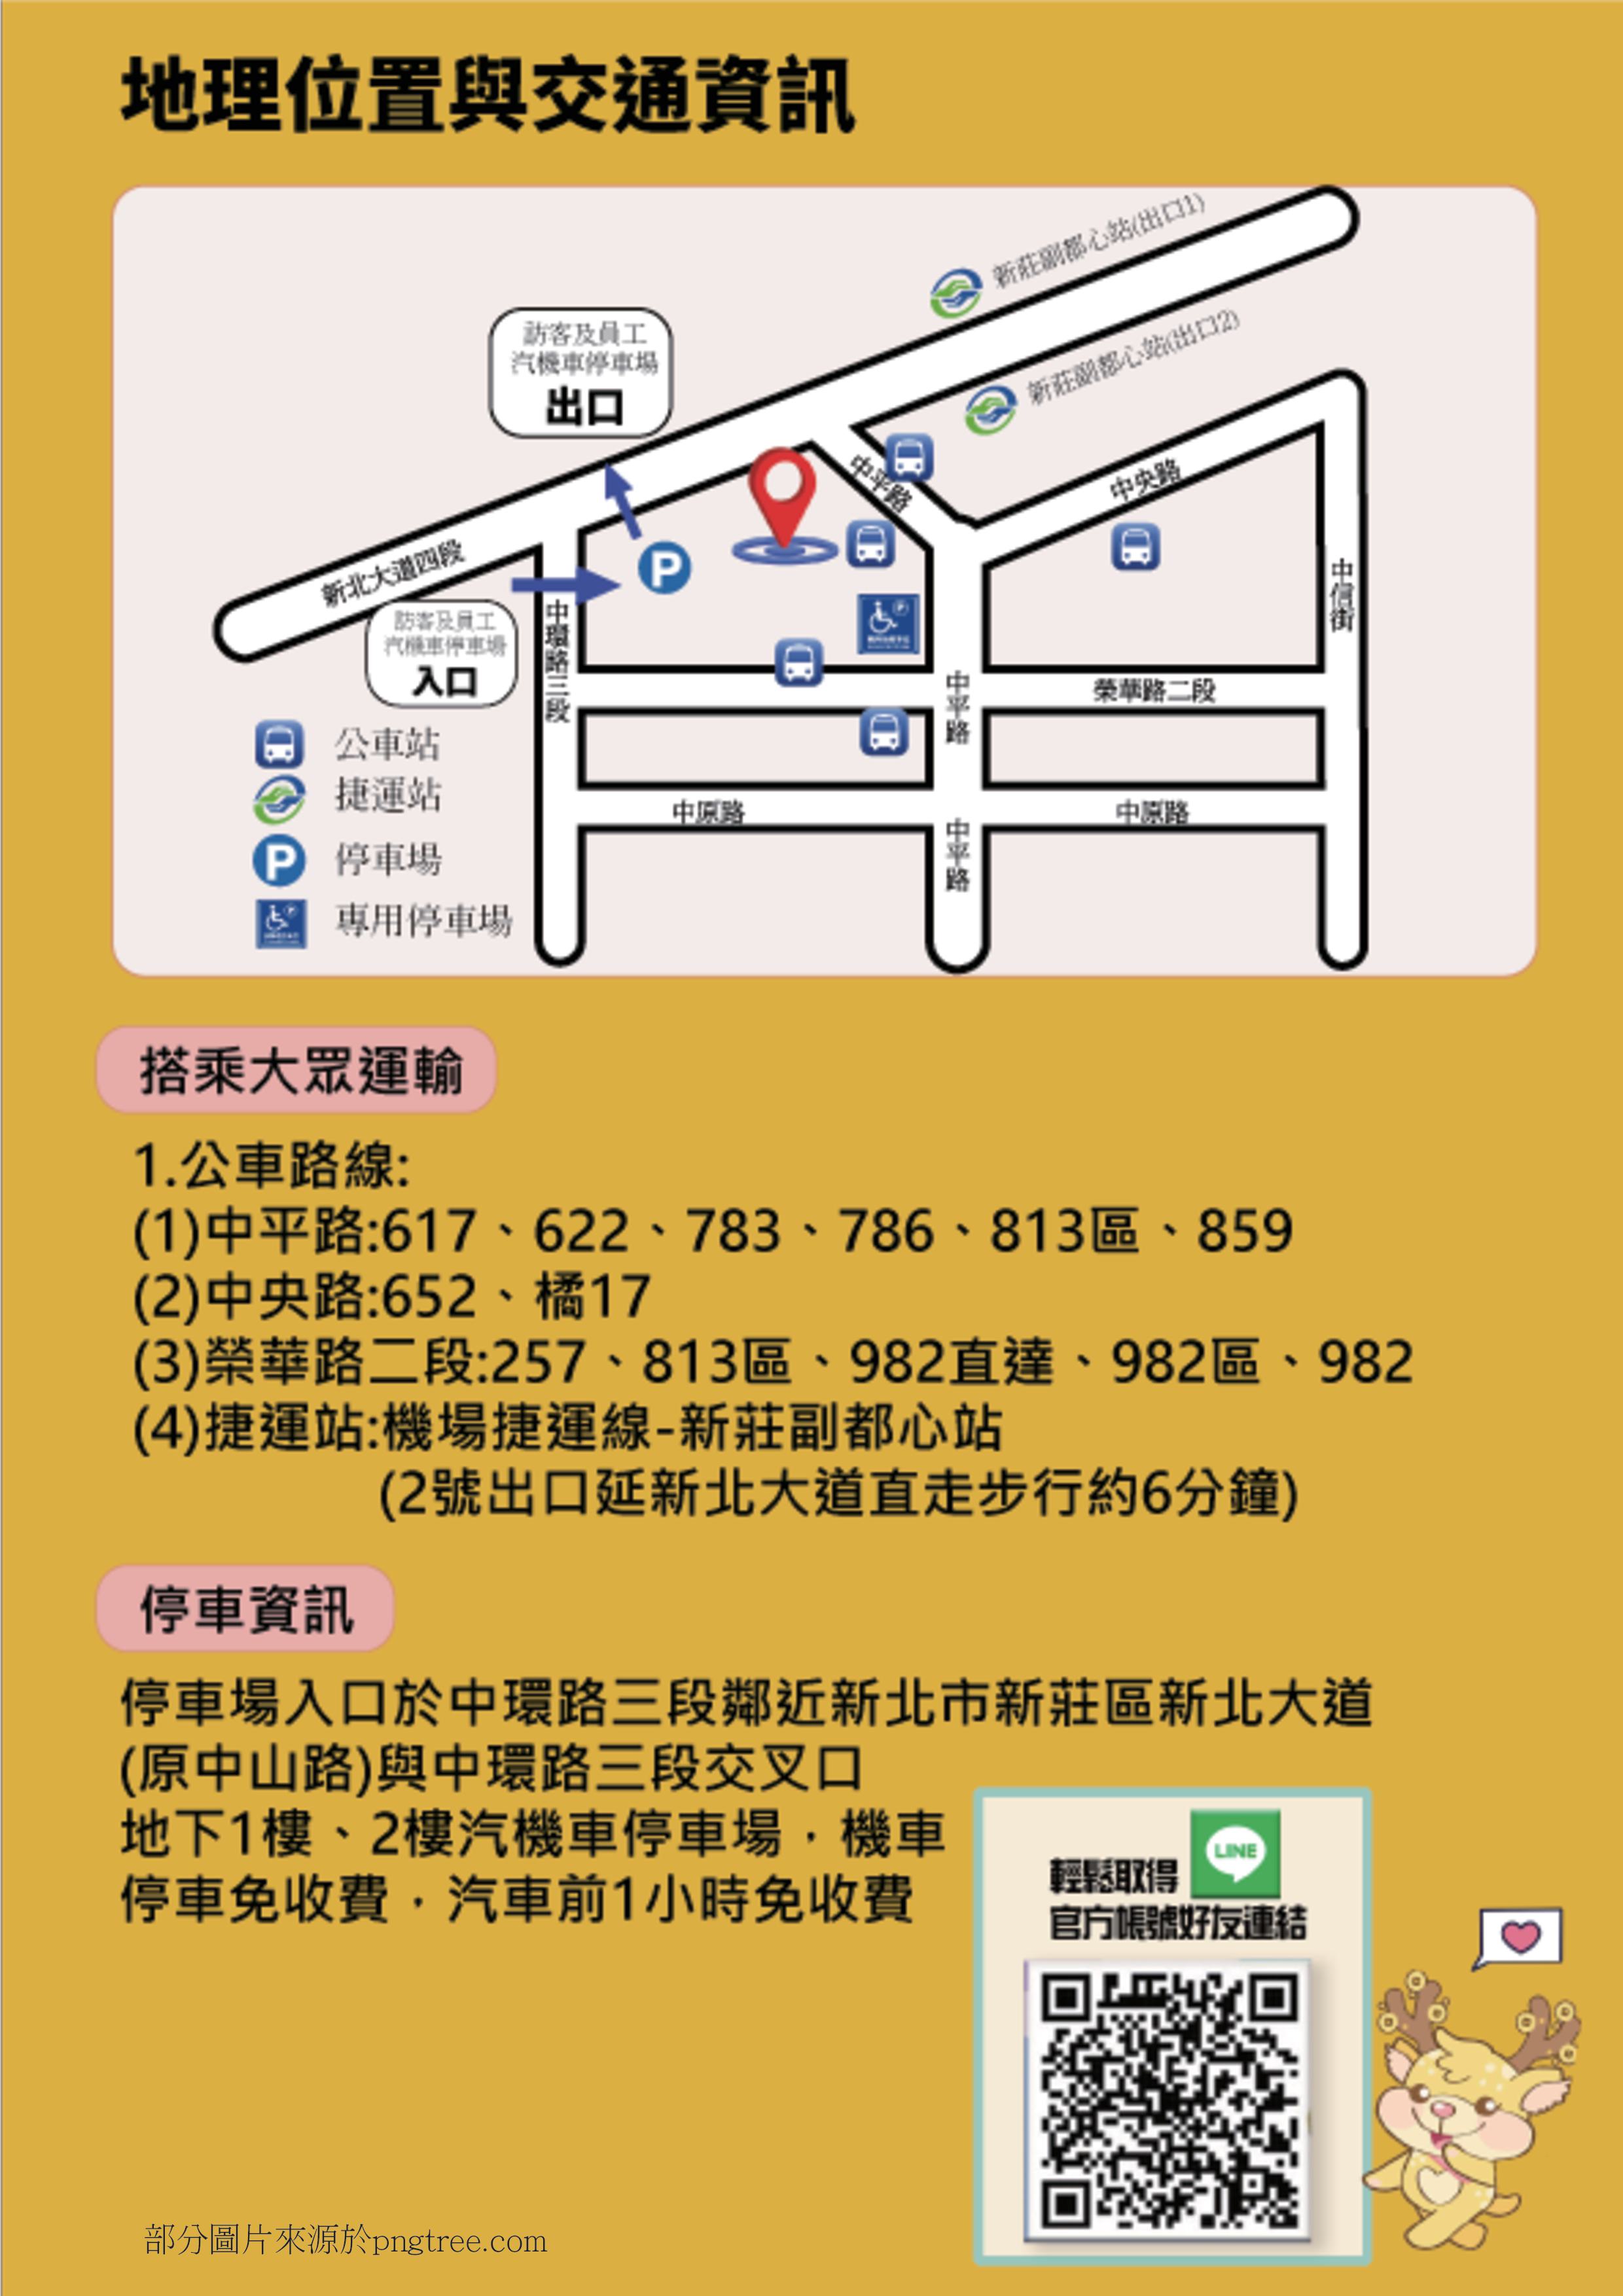 地理位置與交通資訊
新莊副都心站(出口1)
新莊副都心站(出口2)
訪客及員工
汽機車停車場
出口
中平路
中央路
新北大道四段
訪客及員工
汽機車停車場
入口
中環路三段
中信街
中平路
榮華路二段
公車站
捷運站
中原路
中原路
中平路
停車場
專用停車場
搭乘大眾運輸
1.公車路線:
(1)中平路:617、622、783、786、813區、859
(2)中央路:652、橘17
(3)榮華路二段:257、813區、982直達、982區、982
(4)捷運站:機場捷運線-新莊副都心站
(2號出口延新北大道直走步行約6分鐘)
停車資訊
停車場入口於中環路三段鄰近新北市新莊區新北大道
(原中山路)與中環路三段交叉口
地下1樓、2樓汽機車停車場，機車
停車免收費，汽車前1小時免收費
輕鬆取得
LINE
官方帳號好友連結
部分圖片來源於pngtree.com